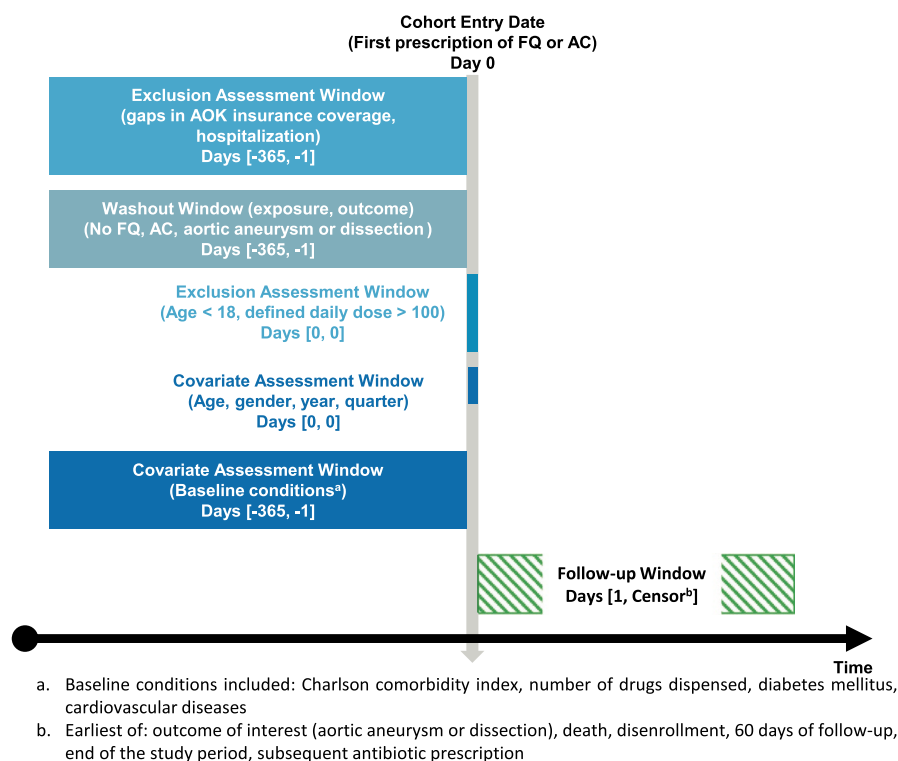 Cohort Entry Date
(First prescription of FQ or AC)
Day 0
Exclusion Assessment Window
(gaps in AOK insurance coverage,
hospitalization)
Days [-365, -1]
Washout Window (exposure, outcome)
(No FQ, AC, aortic aneurysm or dissection)
Days [-365, -1]
Exclusion Assessment Window
(Age < 18, defined daily dose > 100)
Days [0, 0]
Covariate Assessment Window
(Age, gender, year, quarter)
Days [0, 0]
Covariate Assessment Window
(Baseline conditionsᵃ)
Days [-365, -1]
Follow-up Window
Days [1, Censorᵇ]
Time
a. Baseline conditions included: Charlson comorbidity index, number of drugs dispensed, diabetes mellitus,
cardiovascular diseases
b. Earliest of: outcome of interest (aortic aneurysm or dissection), death, disenrollment, 60 days of follow-up,
end of the study period, subsequent antibiotic prescription